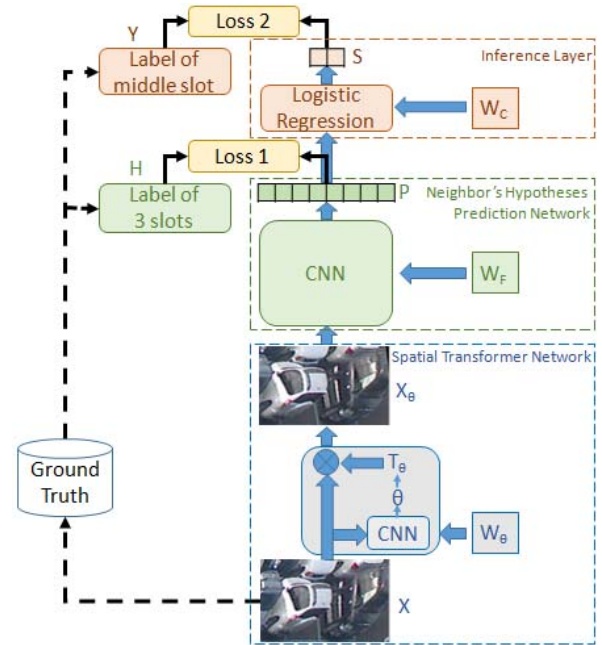 Y
Loss 2
Label of
middle slot
S
Inference Layer
Logistic
Regression
W_C
H
Loss 1
Label of
3 slots
P
Neighbor's Hypotheses
Prediction Network
CNN
W_F
Spatial Transformer Network
X_θ
Ground
Truth
T_θ
θ
CNN
W_θ
X